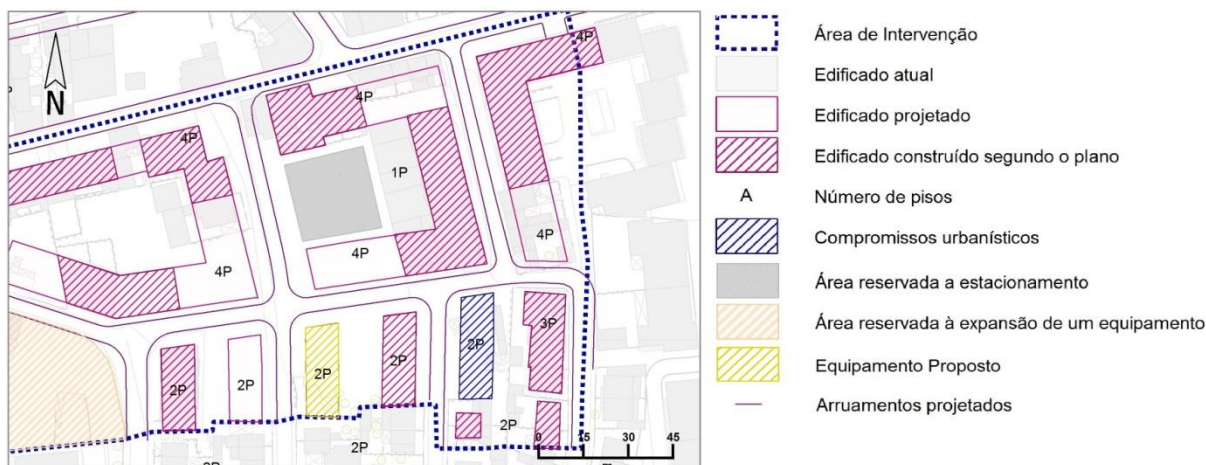 4P
4P
4P
N
1P
4P
4P
4P
3P
2P
2P
2P
2P
2P
2P
2P
2P
0 15 30 45
m
Área de Intervenção
Edificado atual
Edificado projetado
Edificado construído segundo o plano
A Número de pisos
Compromissos urbanísticos
Área reservada a estacionamento
Área reservada à expansão de um equipamento
Equipamento Proposto
Arruamentos projetados